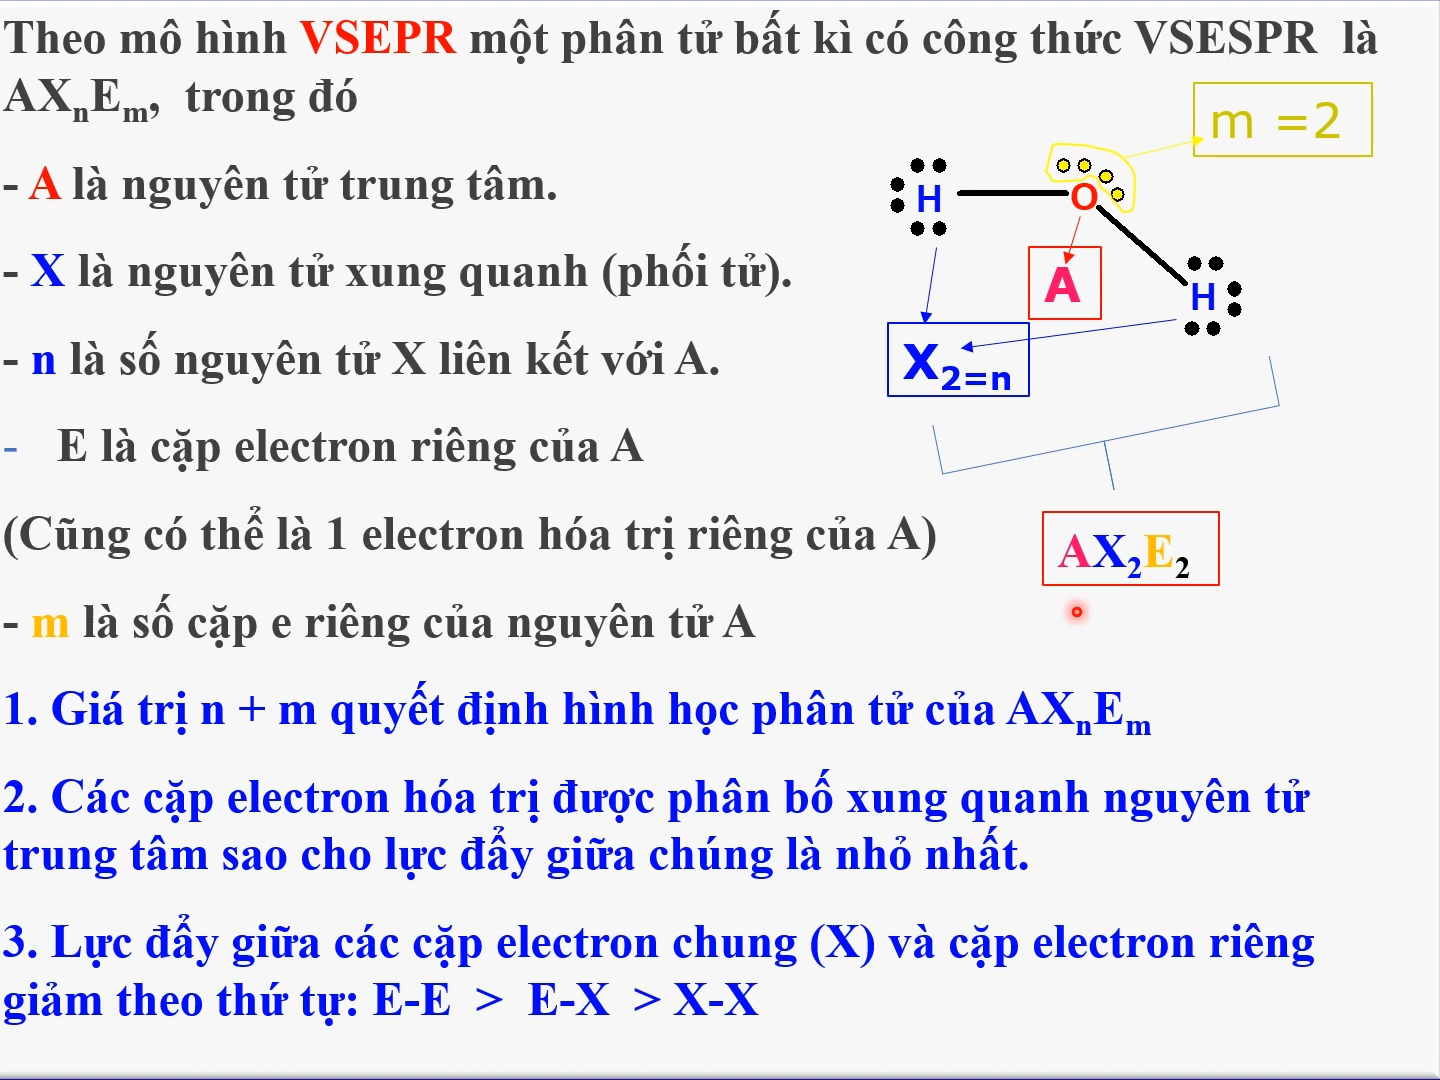 Theo mô hình VSEPR một phân tử bất kì có công thức VSESPR là
AXnEm, trong đó
- A là nguyên tử trung tâm.
- X là nguyên tử xung quanh (phối tử).
- n là số nguyên tử X liên kết với A.
- E là cặp electron riêng của A
(Cũng có thể là 1 electron hóa trị riêng của A)
- m là số cặp e riêng của nguyên tử A
m =2
H
O
A
H
X2=n
AX2E2
1. Giá trị n + m quyết định hình học phân tử của AXnEm
2. Các cặp electron hóa trị được phân bố xung quanh nguyên tử
trung tâm sao cho lực đẩy giữa chúng là nhỏ nhất.
3. Lực đẩy giữa các cặp electron chung (X) và cặp electron riêng
giảm theo thứ tự: E-E > E-X > X-X